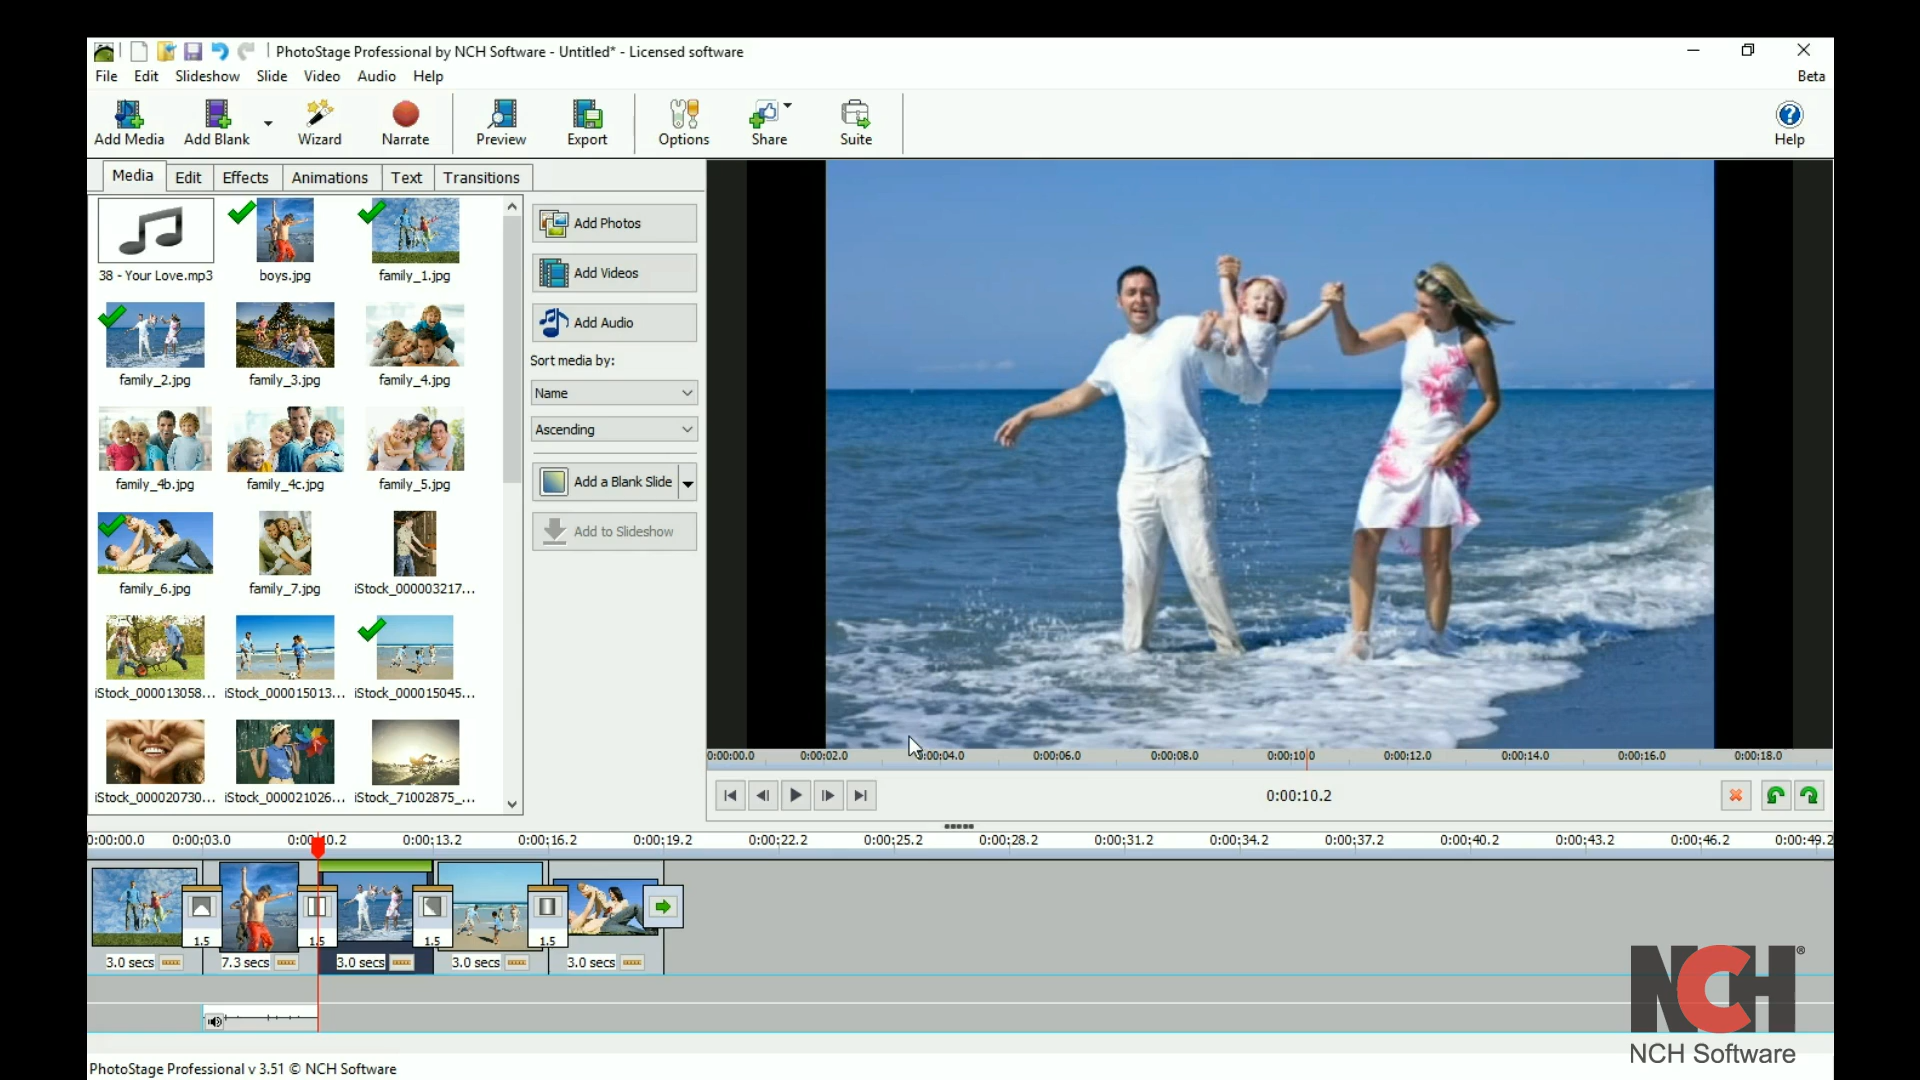 PhotoStage Professional by NCH Software - Untitled* - Licensed software
File Edit Slideshow Slide Video Audio Help Beta
Add Media Add Blank Wizard Narrate Preview Export Options Share Suite Help
Media Edit Effects Animations Text Transitions
38 - Your Love.mp3 boys.jpg family_1.jpg
family_2.jpg family_3.jpg family_4.jpg
family_4b.jpg family_4c.jpg family_5.jpg
family_6.jpg family_7.jpg iStock_000003217...
iStock_000013058... iStock_000015013... iStock_000015045...
iStock_000020730... iStock_000021026... iStock_71002875_...
Add Photos
Add Videos
Add Audio
Sort media by:
Name
Ascending
Add a Blank Slide
Add to Slideshow
0:00:00.0 0:00:02.0 0:00:04.0 0:00:06.0 0:00:08.0 0:00:10.0 0:00:12.0 0:00:14.0 0:00:16.0 0:00:18.0
0:00:10.2
0:00:00.0 0:00:03.0 0:00:10.2 0:00:13.2 0:00:16.2 0:00:19.2 0:00:22.2 0:00:25.2 0:00:28.2 0:00:31.2 0:00:34.2 0:00:37.2 0:00:40.2 0:00:43.2 0:00:46.2 0:00:49.2
1.5 1.5 1.5 1.5
3.0 secs 7.3 secs 3.0 secs 3.0 secs 3.0 secs
NCH®
NCH Software
PhotoStage Professional v 3.51 © NCH Software